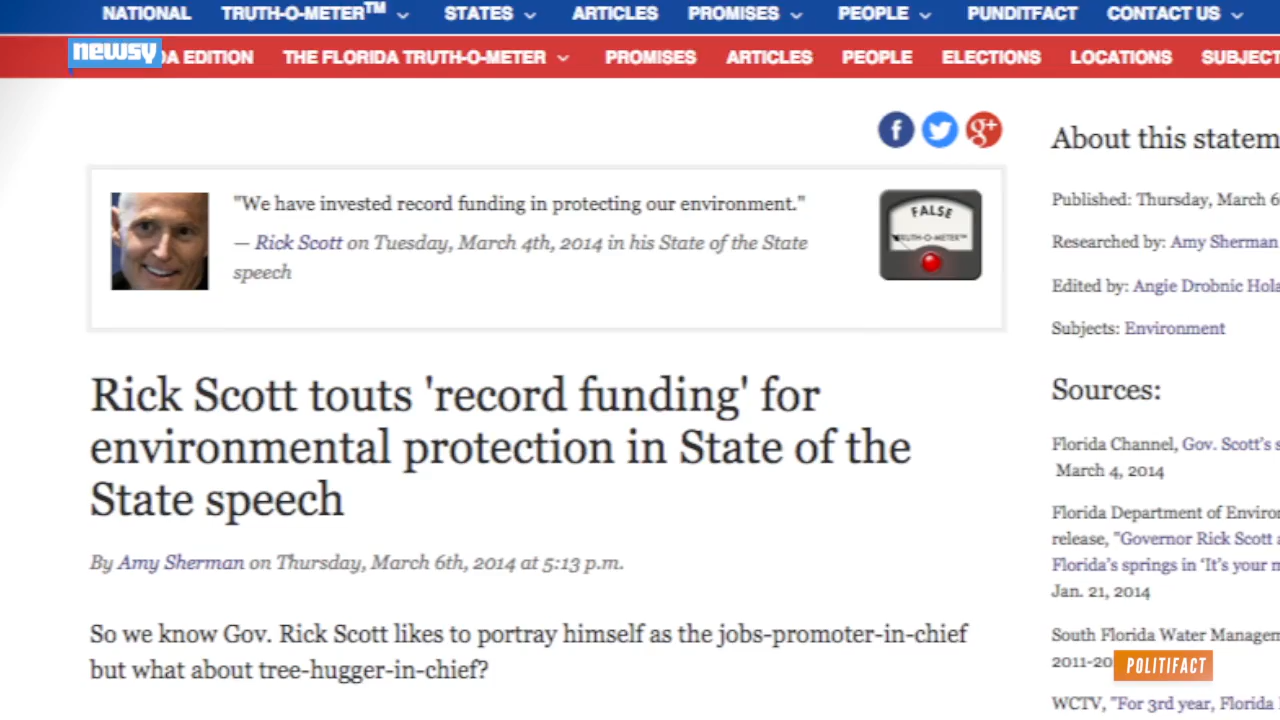 NATIONAL TRUTH-O-METER™ STATES ARTICLES PROMISES PEOPLE PUNDITFACT CONTACT US
newsy DA EDITION THE FLORIDA TRUTH-O-METER PROMISES ARTICLES PEOPLE ELECTIONS LOCATIONS SUBJECT
f g+
"We have invested record funding in protecting our environment."
— Rick Scott on Tuesday, March 4th, 2014 in his State of the State
speech
FALSE
TRUTH-O-METER™
Rick Scott touts 'record funding' for
environmental protection in State of the
State speech
By Amy Sherman on Thursday, March 6th, 2014 at 5:13 p.m.
So we know Gov. Rick Scott likes to portray himself as the jobs-promoter-in-chief
but what about tree-hugger-in-chief?
About this statem
Published: Thursday, March 6
Researched by: Amy Sherman
Edited by: Angie Drobnic Hola
Subjects: Environment
Sources:
Florida Channel, Gov. Scott's s
March 4, 2014
Florida Department of Environ
release, "Governor Rick Scott a
Florida's springs in 'It's your m
Jan. 21, 2014
South Florida Water Managem
2011-20
POLITIFACT
WCTV, "For 3rd year, Florida